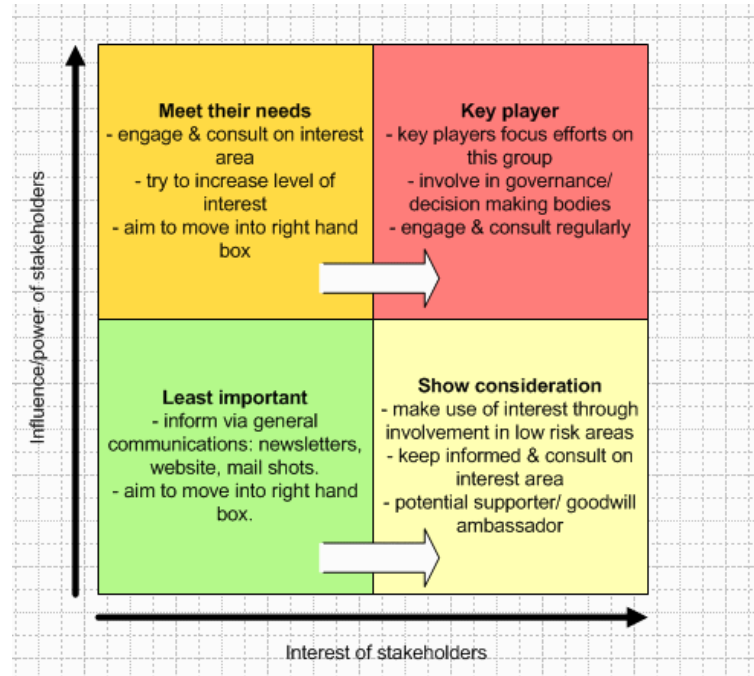 Influence/power of stakeholders
Meet their needs
- engage & consult on interest
area
- try to increase level of
interest
- aim to move into right hand
box
Key player
- key players focus efforts on
this group
- involve in governance/
decision making bodies
- engage & consult regularly
Least important
- inform via general
communications: newsletters,
website, mail shots.
- aim to move into right hand
box.
Show consideration
- make use of interest through
involvement in low risk areas
- keep informed & consult on
interest area
- potential supporter/ goodwill
ambassador
Interest of stakeholders